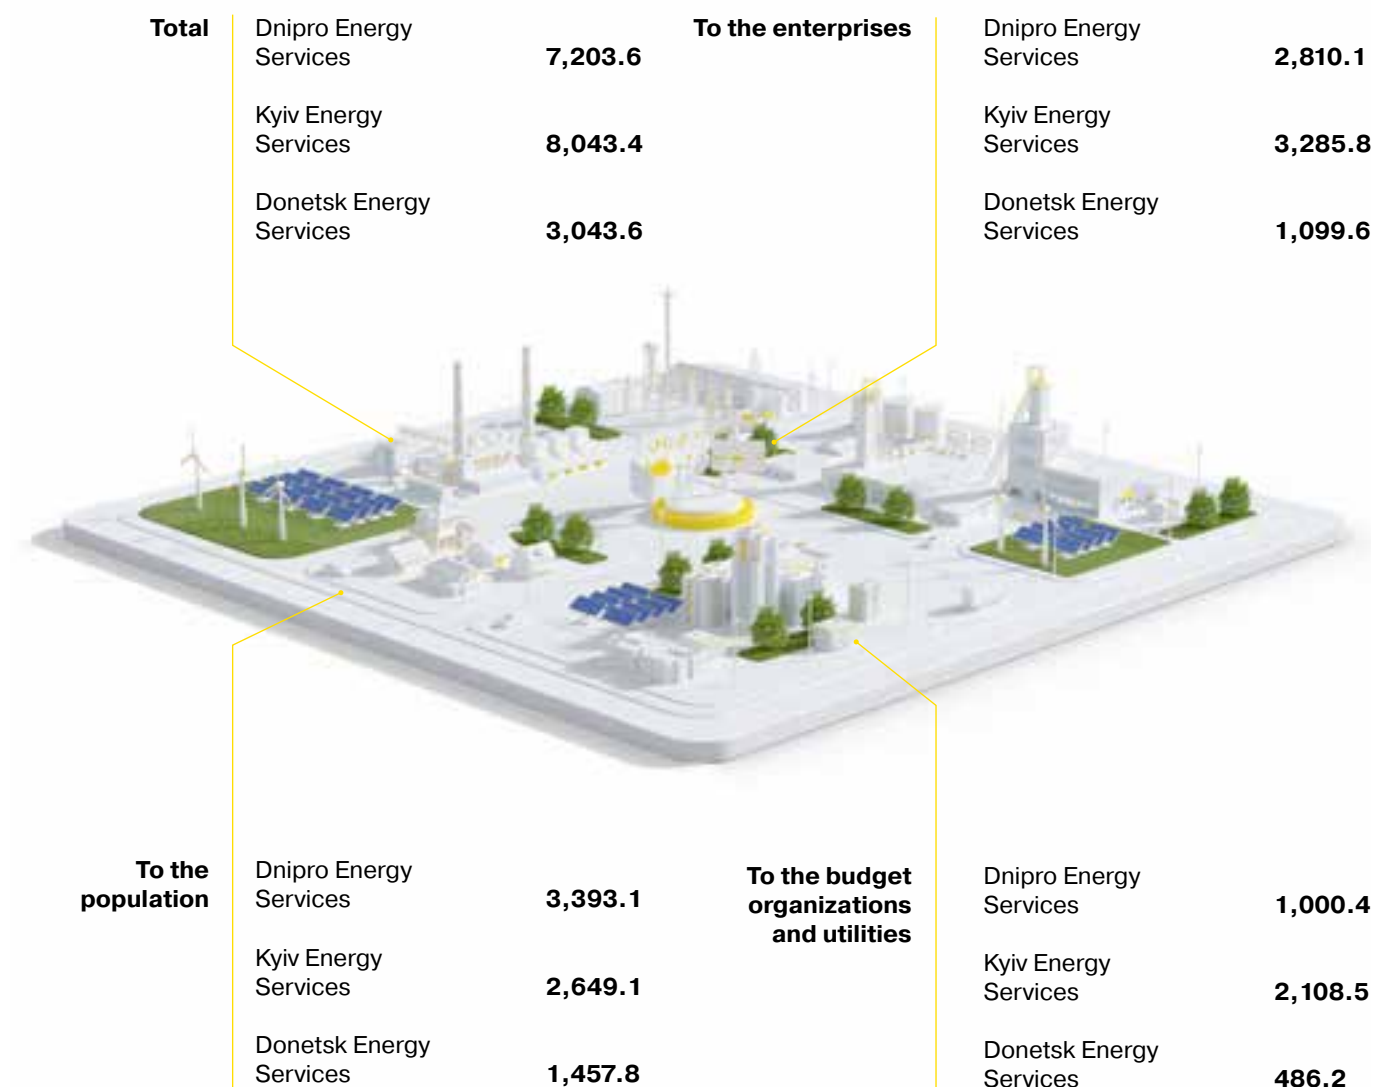 Total
Dnipro Energy
Services 7,203.6
Kyiv Energy
Services 8,043.4
Donetsk Energy
Services 3,043.6
To the enterprises
Dnipro Energy
Services 2,810.1
Kyiv Energy
Services 3,285.8
Donetsk Energy
Services 1,099.6
To the
population
Dnipro Energy
Services 3,393.1
Kyiv Energy
Services 2,649.1
Donetsk Energy
Services 1,457.8
To the budget
organizations
and utilities
Dnipro Energy
Services 1,000.4
Kyiv Energy
Services 2,108.5
Donetsk Energy
Services 486.2